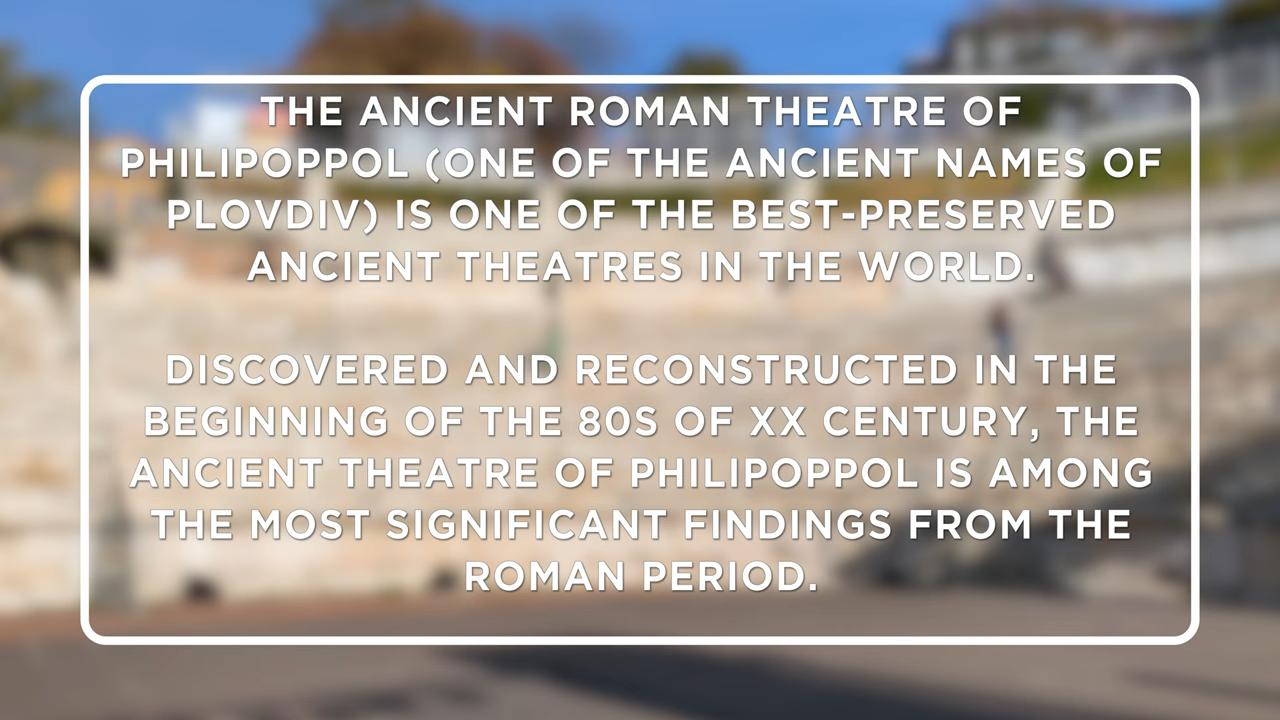 THE ANCIENT ROMAN THEATRE OF
PHILIPOPPOL (ONE OF THE ANCIENT NAMES OF
PLOVDIV) IS ONE OF THE BEST-PRESERVED
ANCIENT THEATRES IN THE WORLD.
DISCOVERED AND RECONSTRUCTED IN THE
BEGINNING OF THE 80S OF XX CENTURY, THE
ANCIENT THEATRE OF PHILIPOPPOL IS AMONG
THE MOST SIGNIFICANT FINDINGS FROM THE
ROMAN PERIOD.